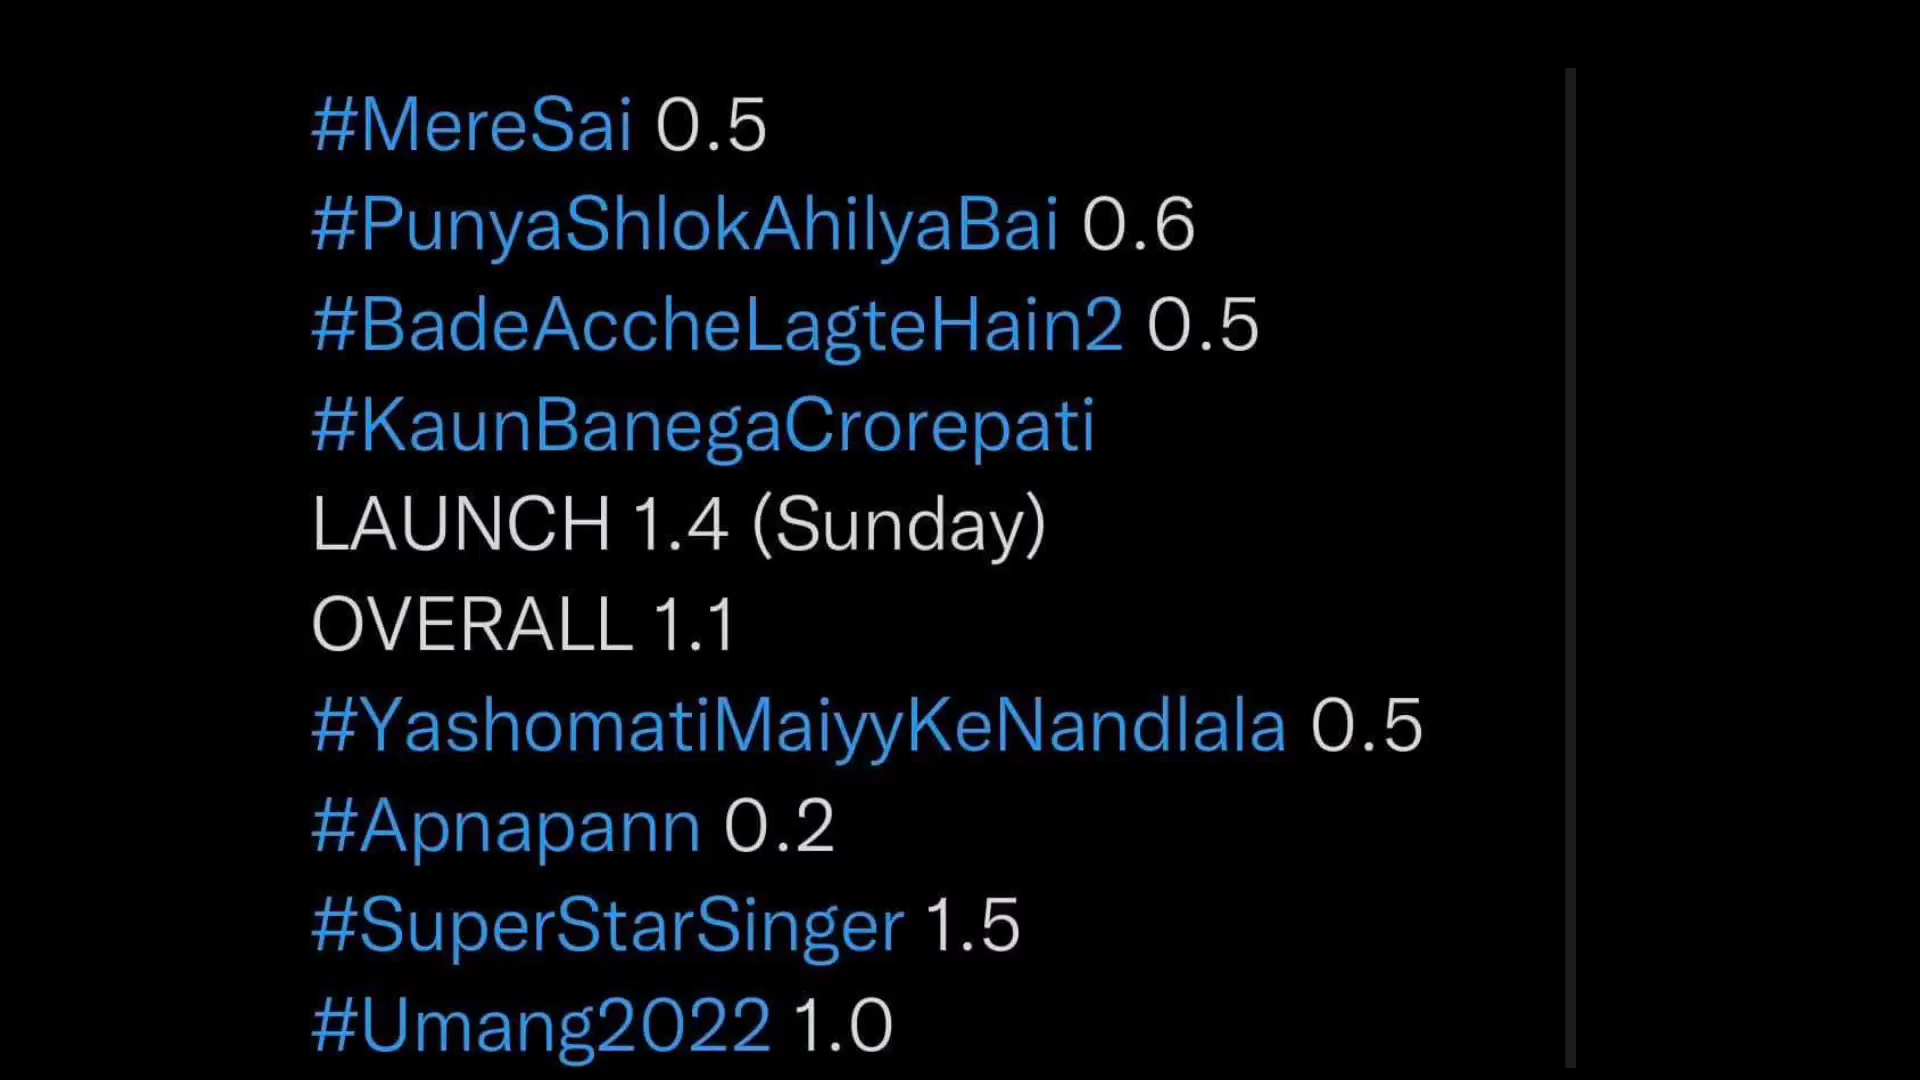 #MereSai 0.5
#PunyaShlokAhilyaBai 0.6
#BadeAccheLagteHain2 0.5
#KaunBanegaCrorepati
LAUNCH 1.4 (Sunday)
OVERALL 1.1
#YashomatiMaiyyKeNandlala 0.5
#Apnapann 0.2
#SuperStarSinger 1.5
#Umang2022 1.0